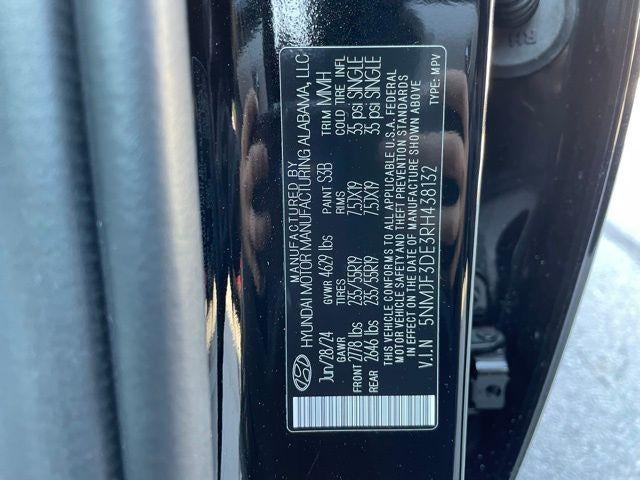 MANUFACTURED BY
HYUNDAI MOTOR MANUFACTURING ALABAMA, LLC
Jun/28/24 GVWR 4629 lbs PAINT S3B TRIM MMH
GAWR TIRES RIMS COLD TIRE INFL
FRONT 2778 lbs 235/55R19 7.5JX19 35 psi SINGLE
REAR 2646 lbs 235/55R19 7.5JX19 35 psi SINGLE
THIS VEHICLE CONFORMS TO ALL APPLICABLE U.S.A. FEDERAL
MOTOR VEHICLE SAFETY AND THEFT PREVENTION STANDARDS
IN EFFECT ON THE DATE OF MANUFACTURE SHOWN ABOVE
V.I.N 5NMJF3DE3RH438132 TYPE: MPV
RH